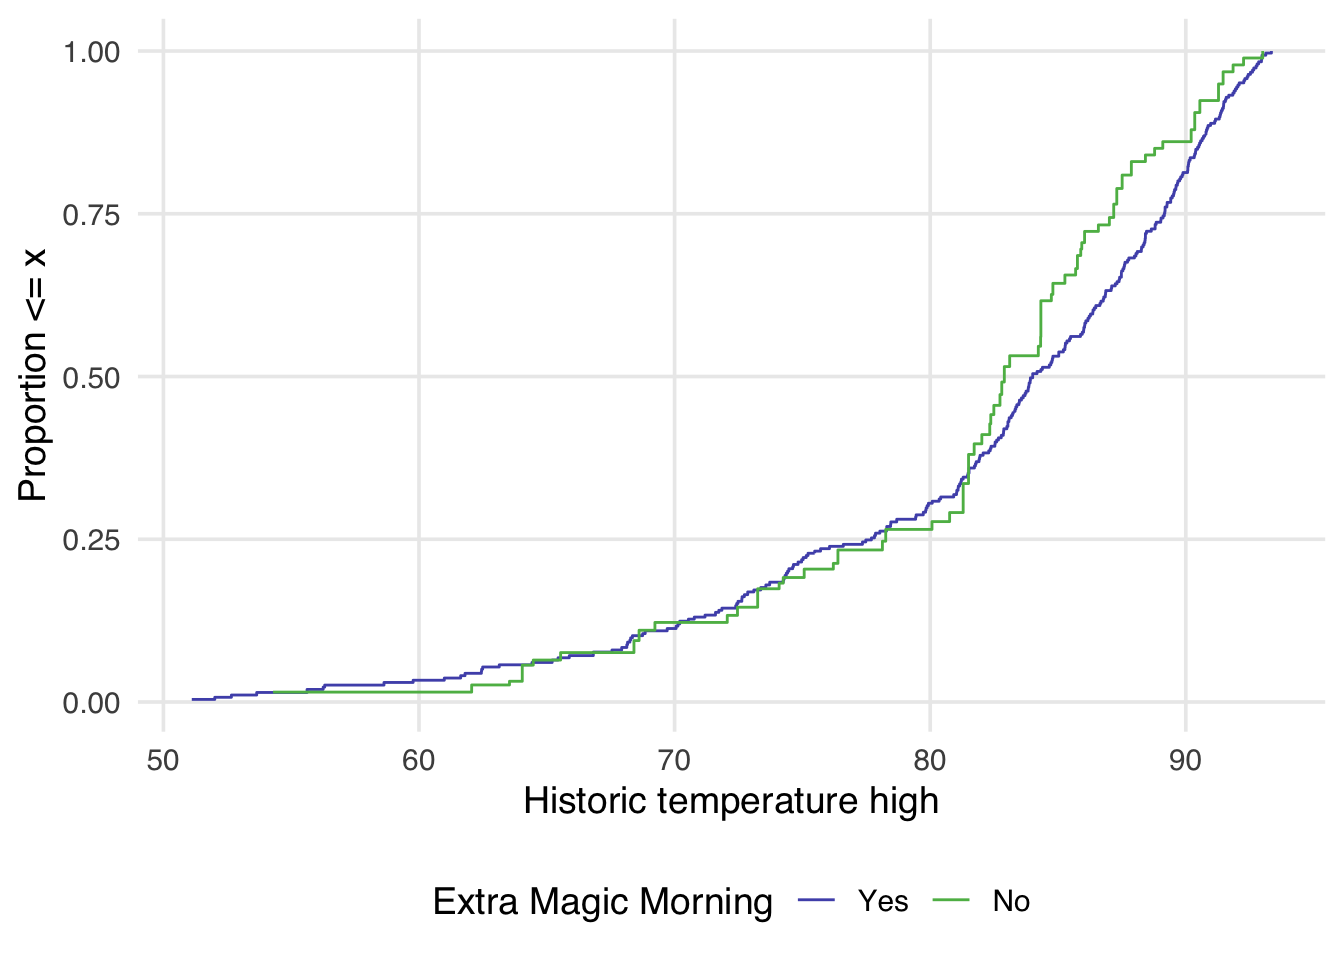 1.00
0.75
0.50
0.25
0.00
Proportion <= x
50 60 70 80 90
Historic temperature high
Extra Magic Morning Yes No